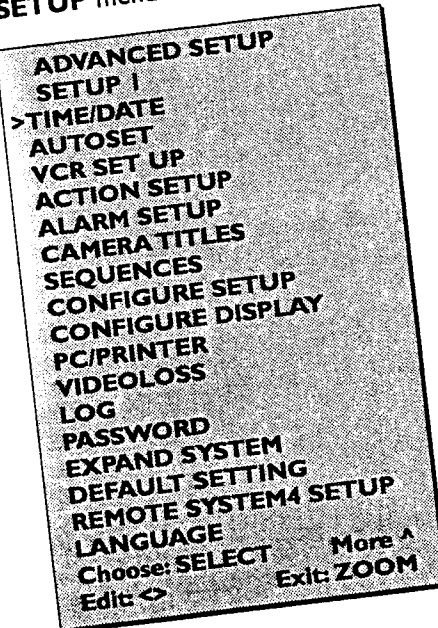 SETUP menu
ADVANCED SETUP
SETUP 1
>TIME/DATE
AUTOSET
VCR SET UP
ACTION SETUP
ALARM SETUP
CAMERA TITLES
SEQUENCES
CONFIGURE SETUP
CONFIGURE DISPLAY
PC/PRINTER
VIDEOLOSS
LOG
PASSWORD
EXPAND SYSTEM
DEFAULT SETTING
REMOTE SYSTEM4 SETUP
LANGUAGE
Choose: SELECT More ^
Edit: <> Exit: ZOOM